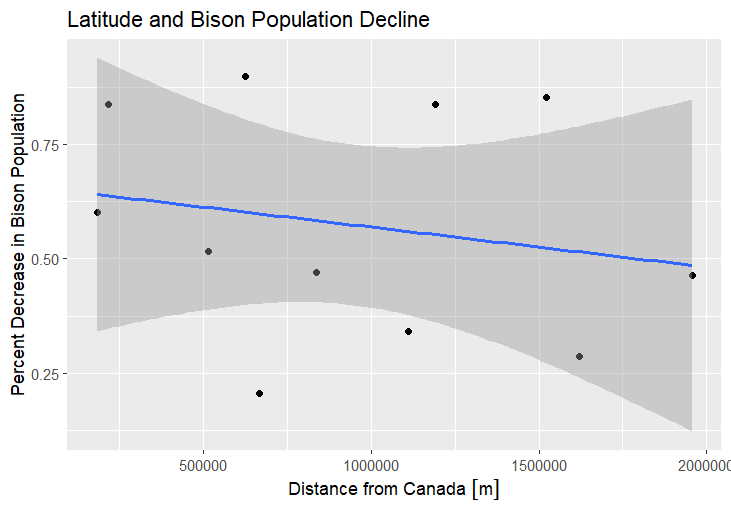 Latitude and Bison Population Decline
Percent Decrease in Bison Population
0.75
0.50
0.25
500000
1000000
1500000
2000000
Distance from Canada [m]